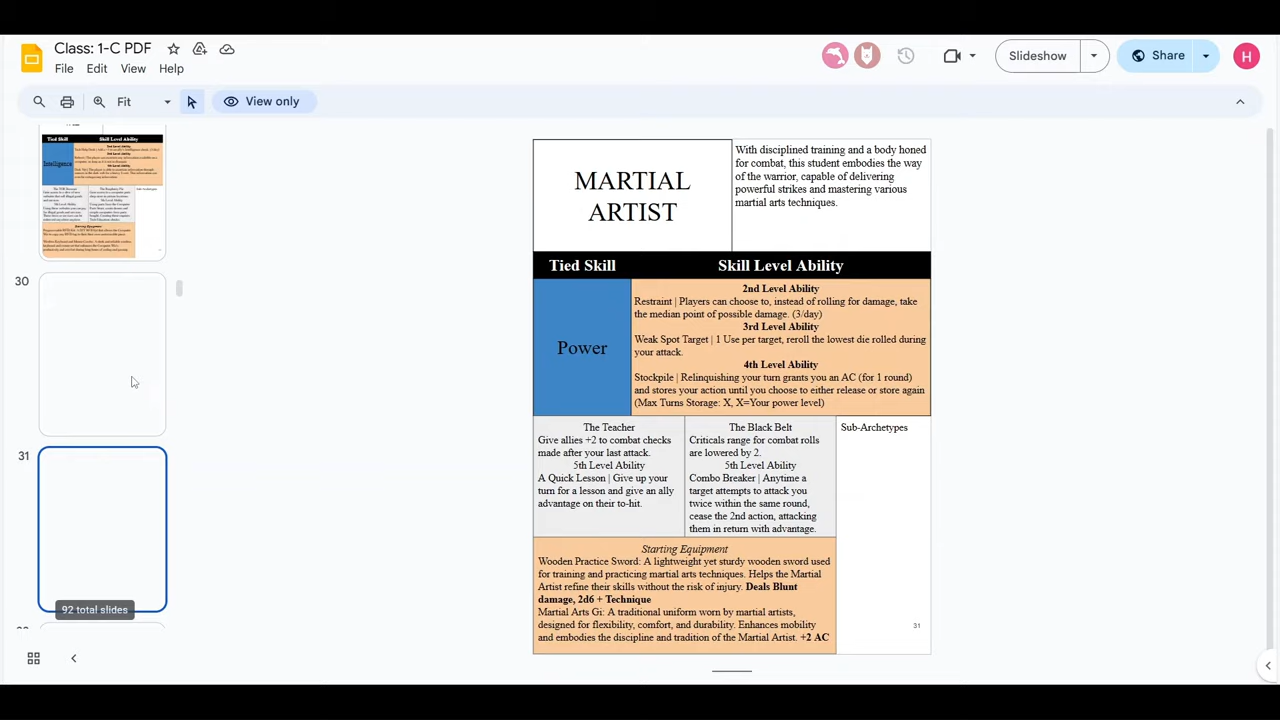 Class: 1-C PDF
File Edit View Help
Slideshow
Share
H
Fit
View only
Tied Skill Skill Level Ability
Intelligence
30
31
92 total slides
MARTIAL
ARTIST
With disciplined training and a body honed
for combat, this student embodies the way
of the warrior, capable of delivering
powerful strikes and mastering various
martial arts techniques.
Tied Skill
Skill Level Ability
Power
2nd Level Ability
Restraint | Players can choose to, instead of rolling for damage, take
the median point of possible damage. (3/day)
3rd Level Ability
Weak Spot Target | 1 Use per target, reroll the lowest die rolled during
your attack.
4th Level Ability
Stockpile | Relinquishing your turn grants you an AC (for 1 round)
and stores your action until you choose to either release or store again
(Max Turns Storage: X, X=Your power level)
The Teacher
Give allies +2 to combat checks
made after your last attack.
5th Level Ability
A Quick Lesson | Give up your
turn for a lesson and give an ally
advantage on their to-hit.
The Black Belt
Criticals range for combat rolls
are lowered by 2.
5th Level Ability
Combo Breaker | Anytime a
target attempts to attack you
twice within the same round,
cease the 2nd action, attacking
them in return with advantage.
Sub-Archetypes
Starting Equipment
Wooden Practice Sword: A lightweight yet sturdy wooden sword used
for training and practicing martial arts techniques. Helps the Martial
Artist refine their skills without the risk of injury. Deals Blunt
damage, 2d6 + Technique
Martial Arts Gi: A traditional uniform worn by martial artists,
designed for flexibility, comfort, and durability. Enhances mobility
and embodies the discipline and tradition of the Martial Artist. +2 AC
31